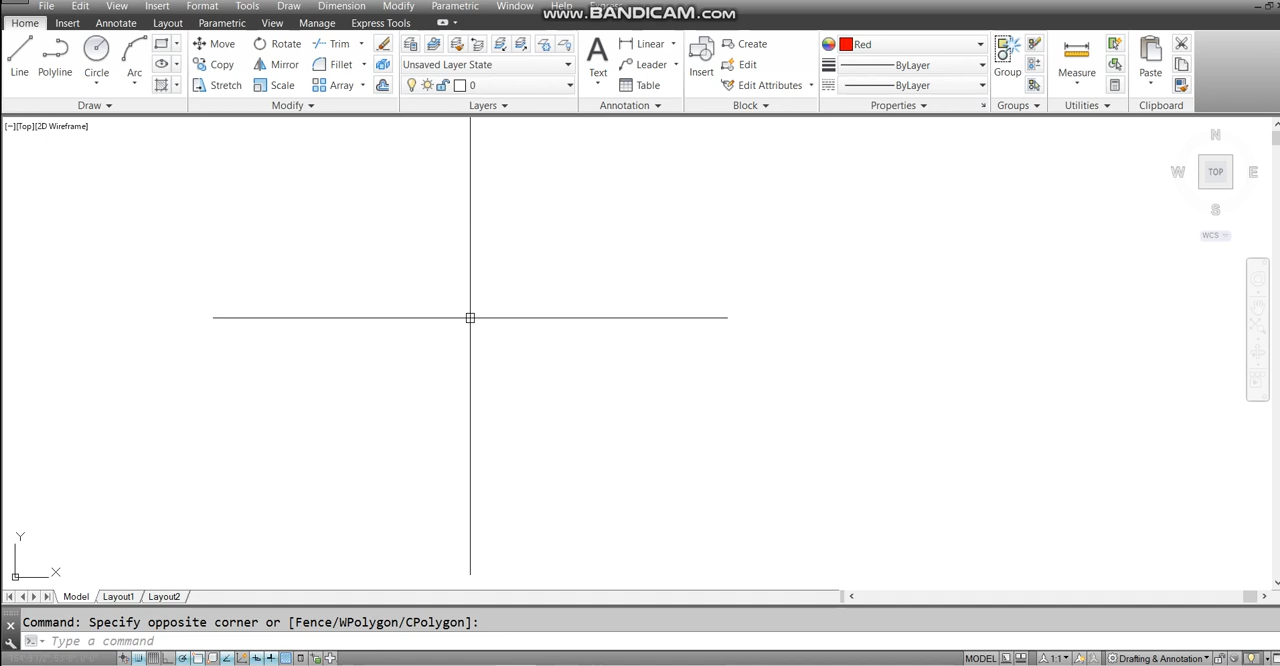 File Edit View Insert Format Tools Draw Dimension Modify Parametric Window Help Express
www.BANDICAM.com
Home Insert Annotate Layout Parametric View Manage Express Tools
Line Polyline Circle Arc
Move Rotate Trim
Copy Mirror Fillet
Stretch Scale Array
Unsaved Layer State
0
Text Linear
Leader
Table
Insert Create
Edit
Edit Attributes
Red
ByLayer
ByLayer
Group Measure Paste
Draw Modify Layers Annotation Block Properties Groups Utilities Clipboard
[−][Top][2D Wireframe]
N
W TOP E
S
WCS
Y
X
Model Layout1 Layout2
Command: Specify opposite corner or [Fence/WPolygon/CPolygon]:
Type a command
MODEL 1:1 Drafting & Annotation